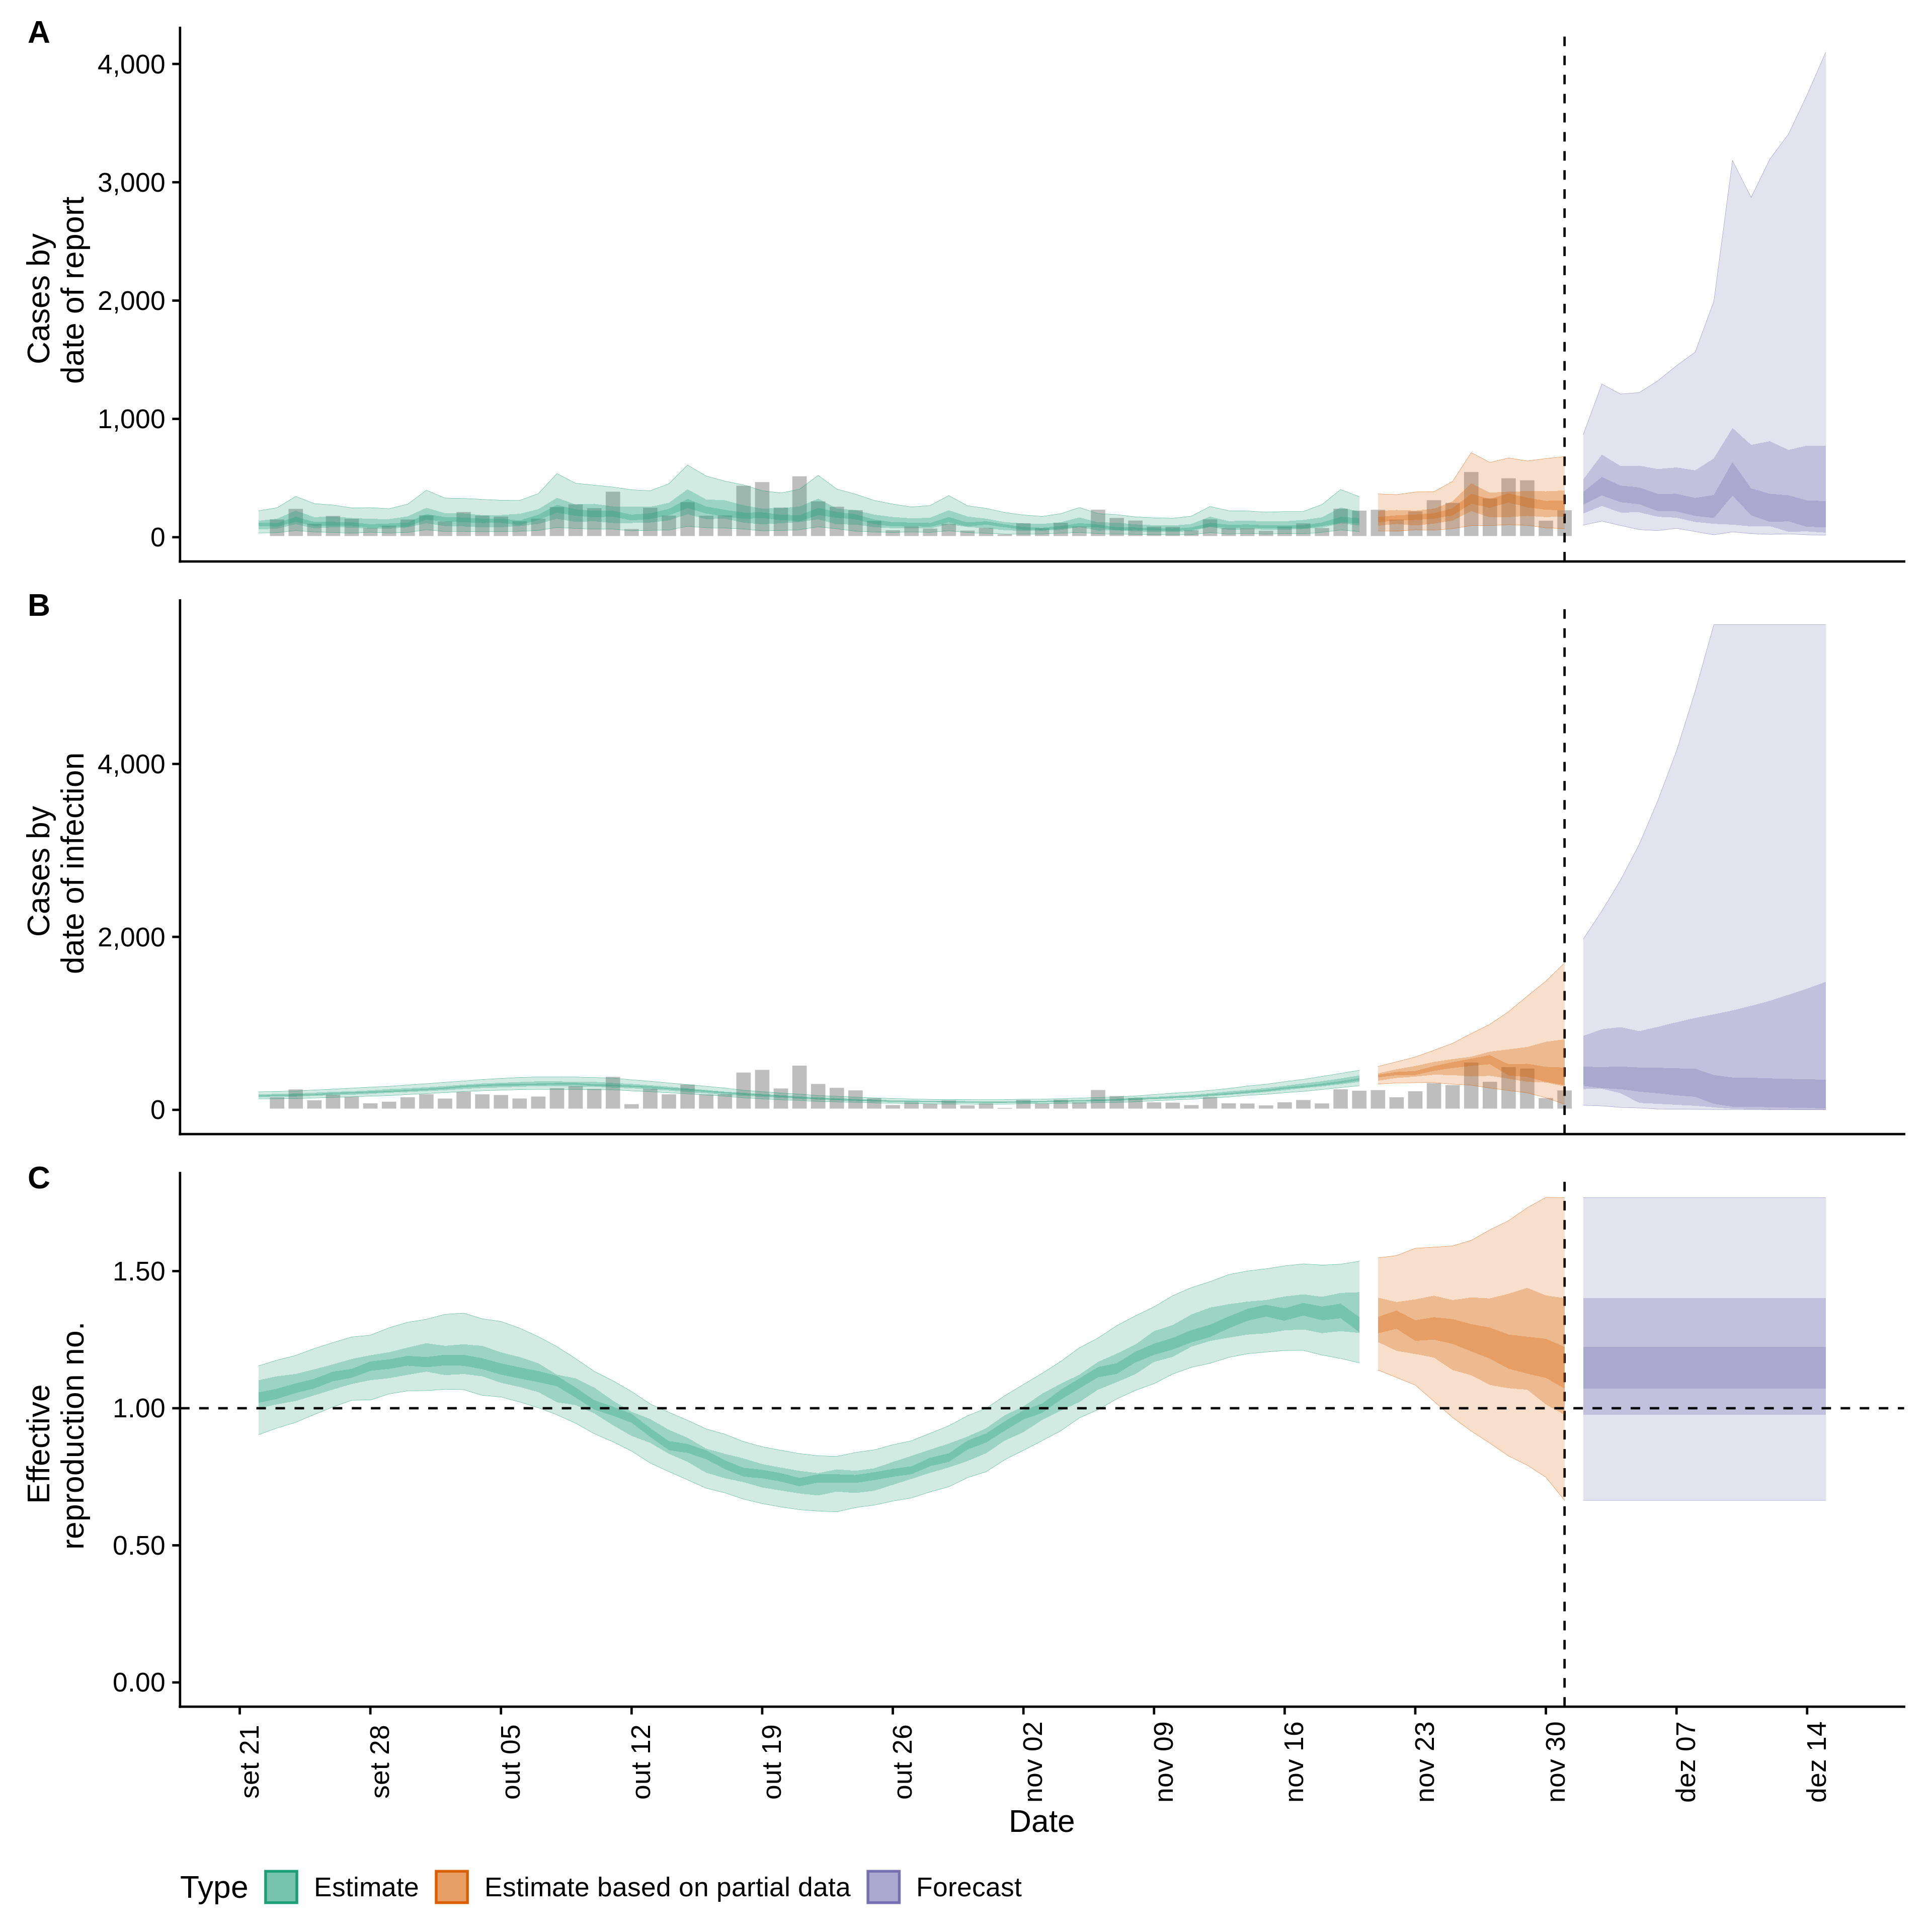 A
4,000
3,000
2,000
1,000
0
Cases by
date of report
B
4,000
2,000
0
Cases by
date of infection
C
1.50
1.00
0.50
0.00
Effective
reproduction no.
set 21
set 28
out 05
out 12
out 19
out 26
nov 02
nov 09
nov 16
nov 23
nov 30
dez 07
dez 14
Date
Type Estimate Estimate based on partial data Forecast